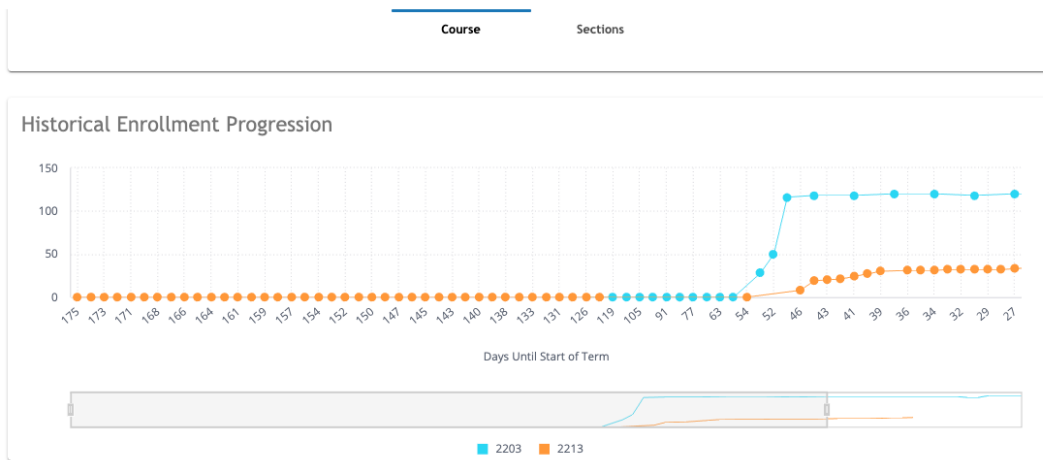 Course Sections
Historical Enrollment Progression
150
100
50
0
175 173 171 168 166 164 161 159 157 154 152 150 147 145 143 140 138 133 131 126 119 105 91 77 63 54 52 46 43 41 39 36 34 32 29 27
Days Until Start of Term
2203 2213